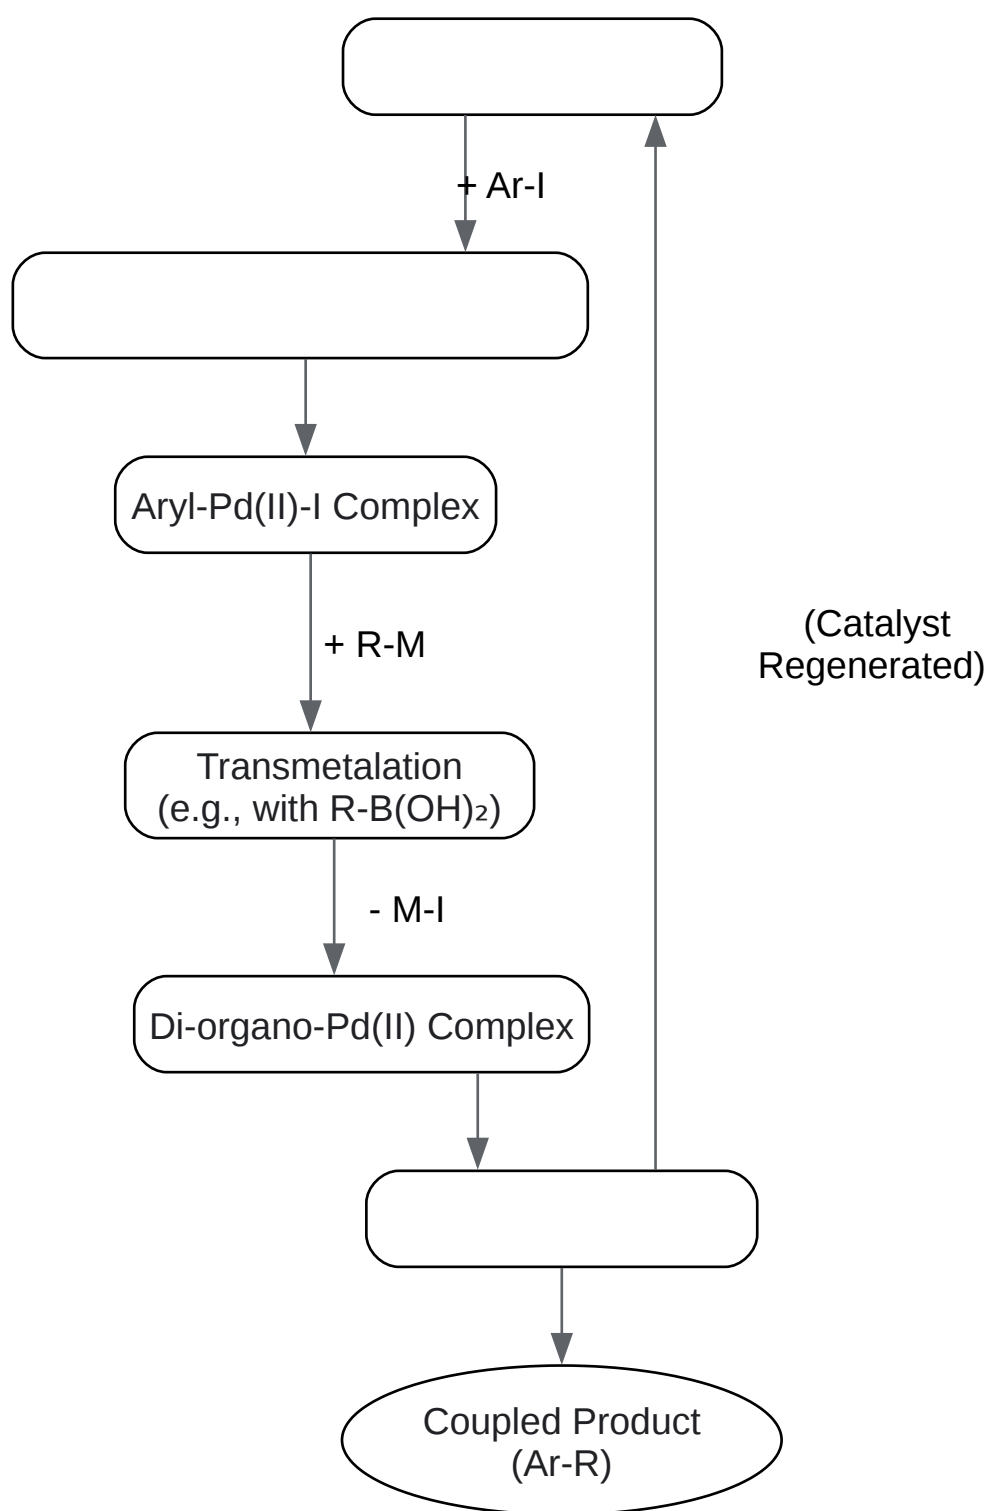 + Ar-I
Aryl-Pd(II)-I Complex
+ R-M
(Catalyst
Regenerated)
Transmetalation
(e.g., with R-B(OH)₂)
- M-I
Di-organo-Pd(II) Complex
Coupled Product
(Ar-R)